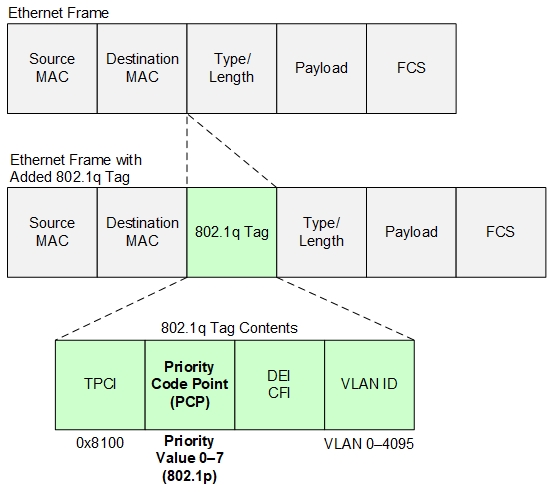 Ethernet Frame
Source
MAC
Destination
MAC
Type/
Length
Payload
FCS
Ethernet Frame with
Added 802.1q Tag
Source
MAC
Destination
MAC
802.1q Tag
Type/
Length
Payload
FCS
802.1q Tag Contents
TPCI
Priority
Code Point
(PCP)
DEI
CFI
VLAN ID
0x8100
Priority
Value 0–7
(802.1p)
VLAN 0–4095